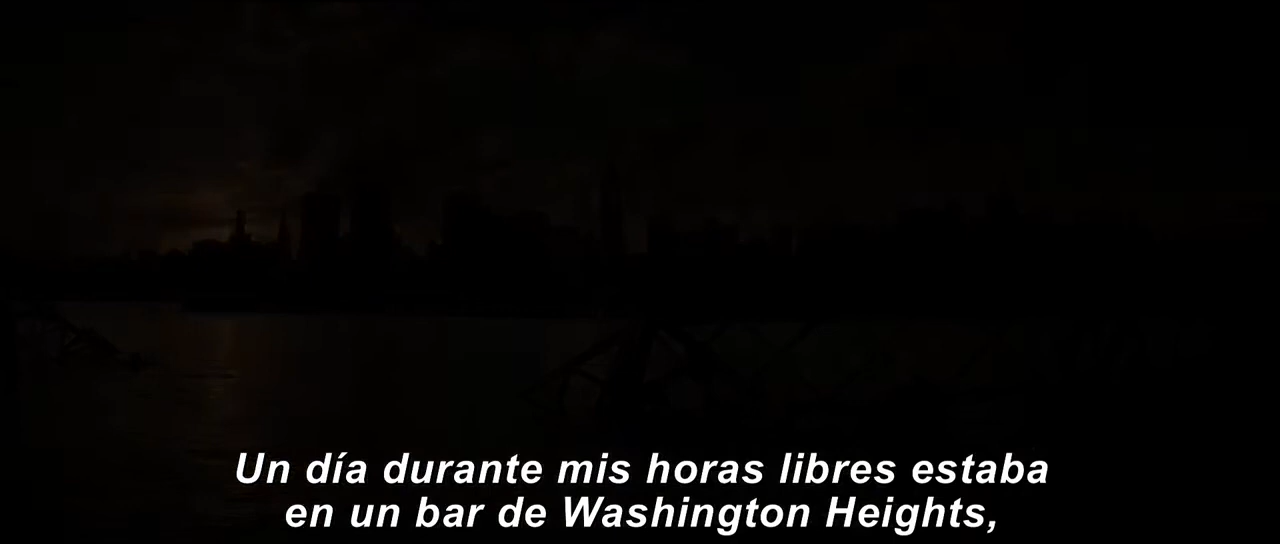 Un día durante mis horas libres estaba
en un bar de Washington Heights,